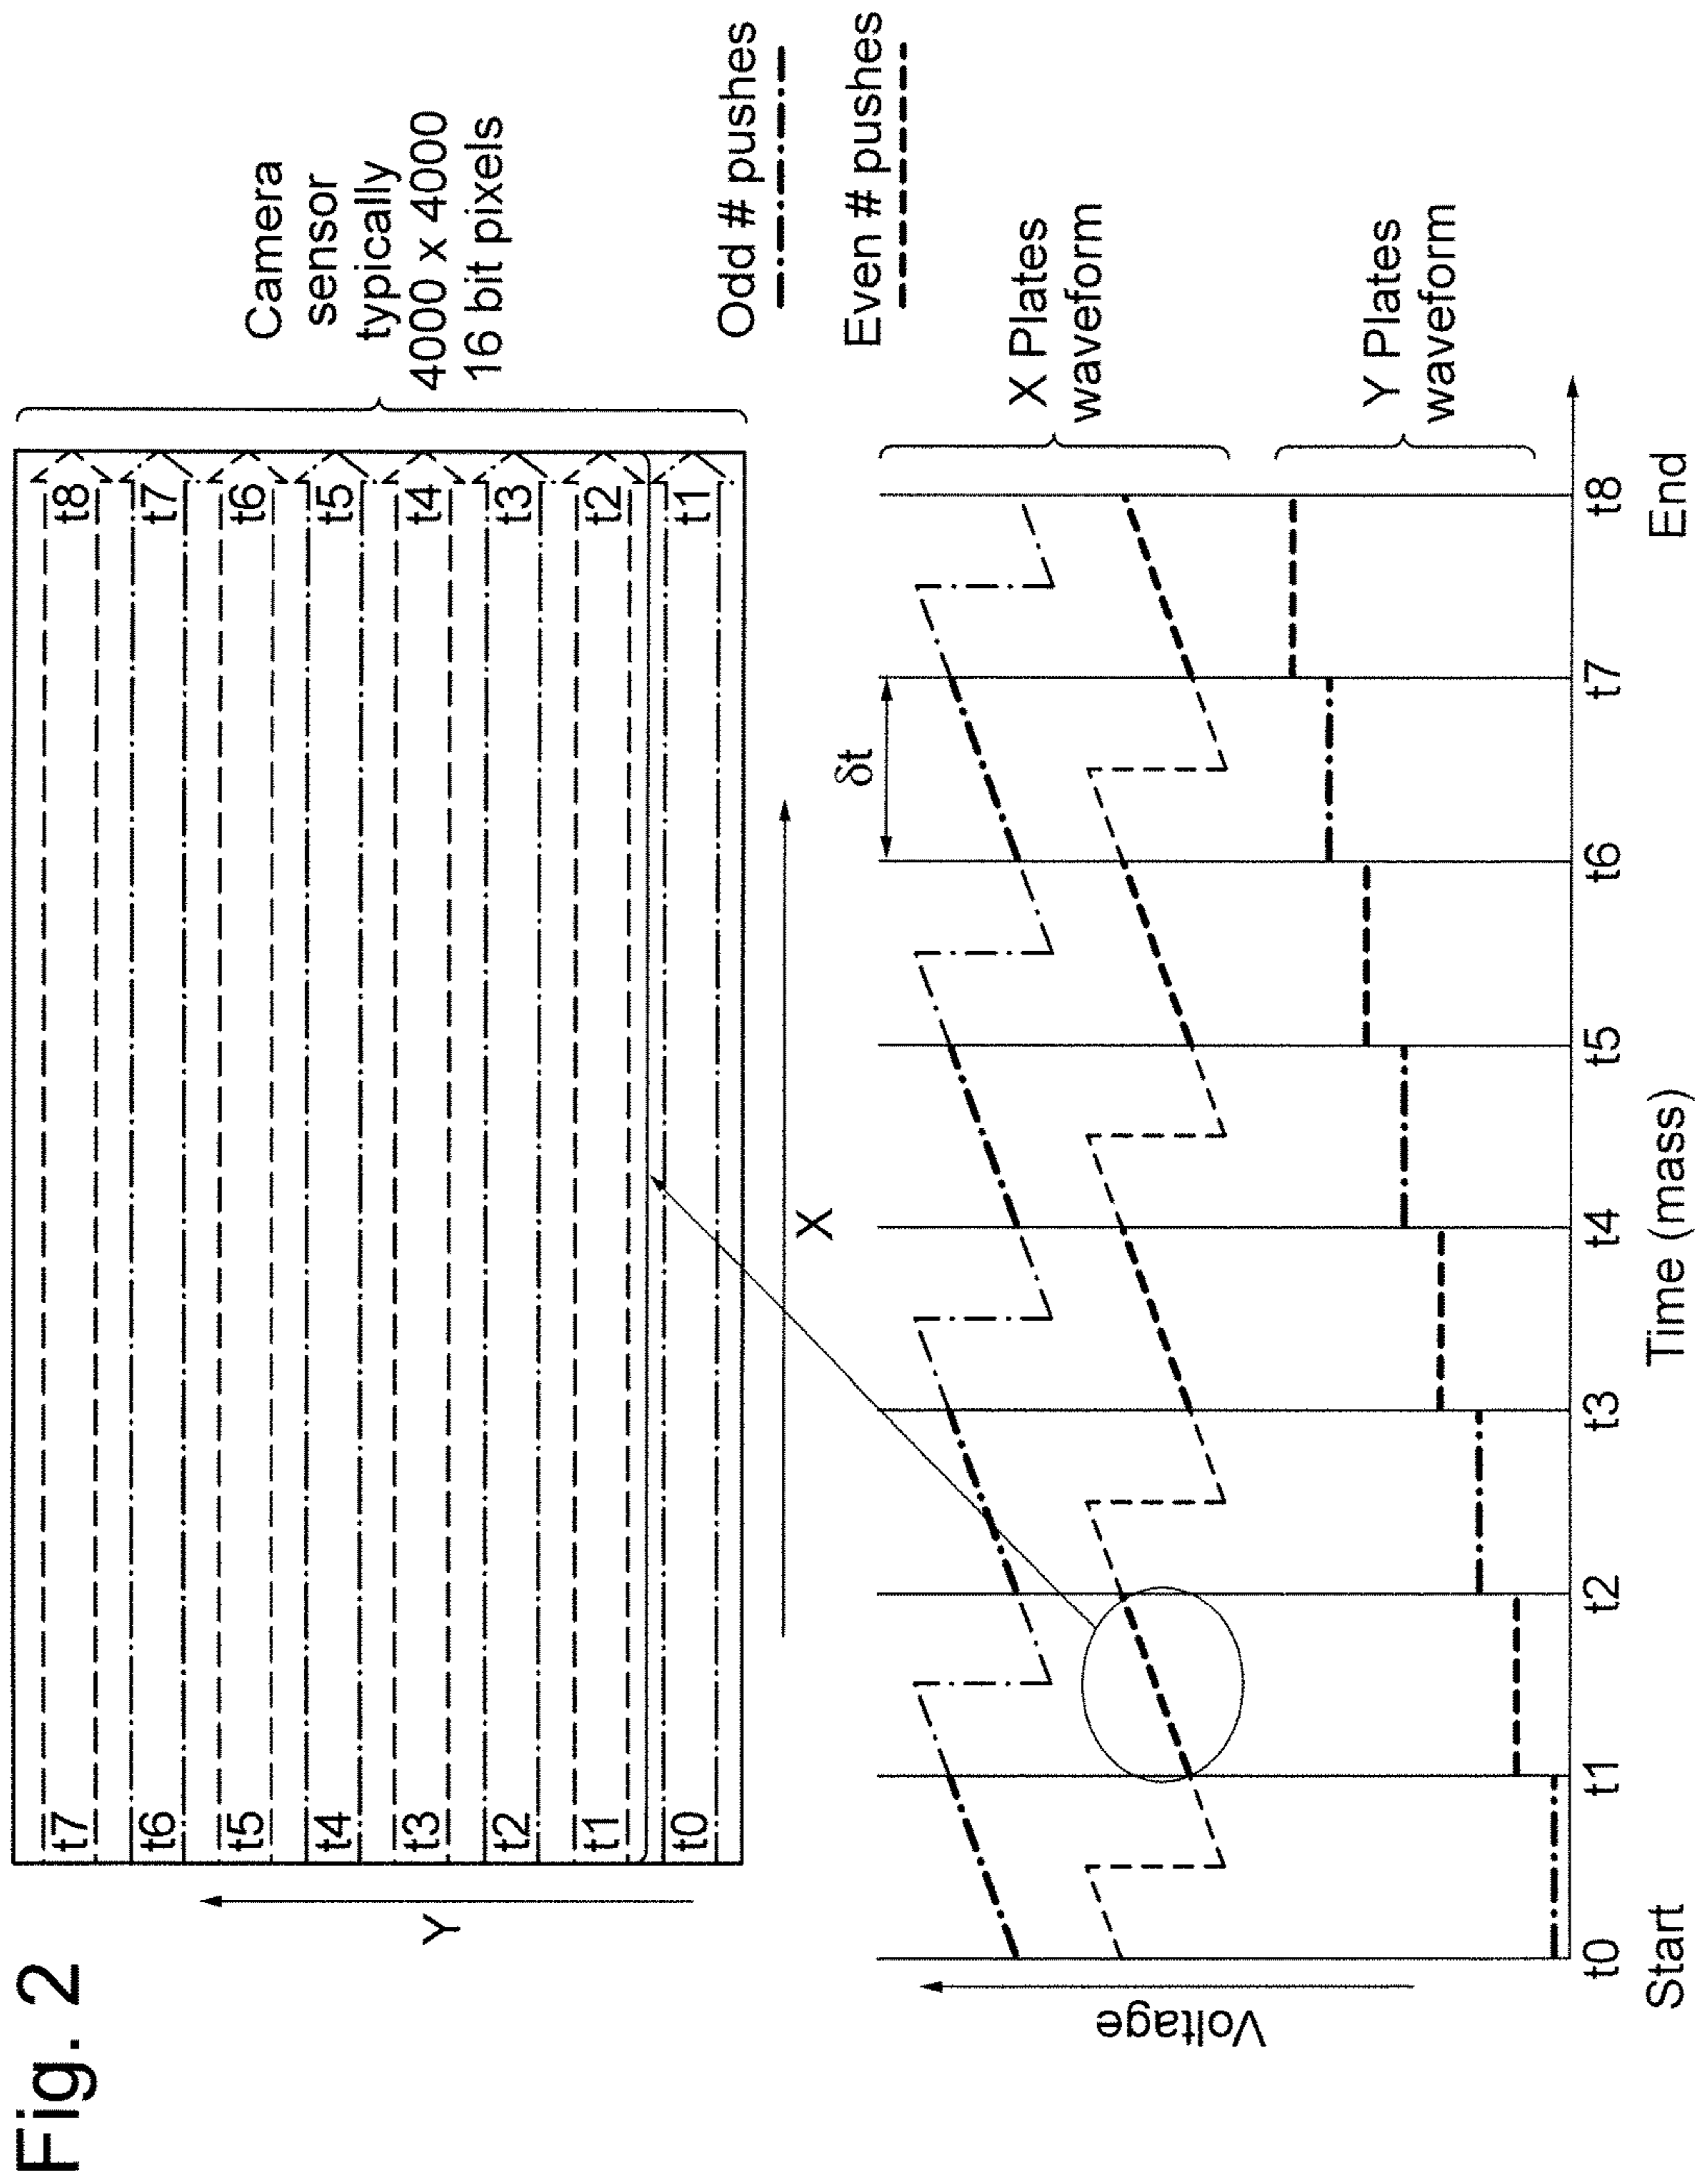 Fig. 2
Y
t7
t6
t5
t4
t3
t2
t1
t0
t8
t7
t6
t5
t4
t3
t2
t1
Camera
sensor
typically
4000 x 4000
16 bit pixels
X
Odd # pushes
Even # pushes
δt
Voltage
X Plates
waveform
Y Plates
waveform
t0 t1 t2 t3 t4 t5 t6 t7 t8
Start Time (mass) End